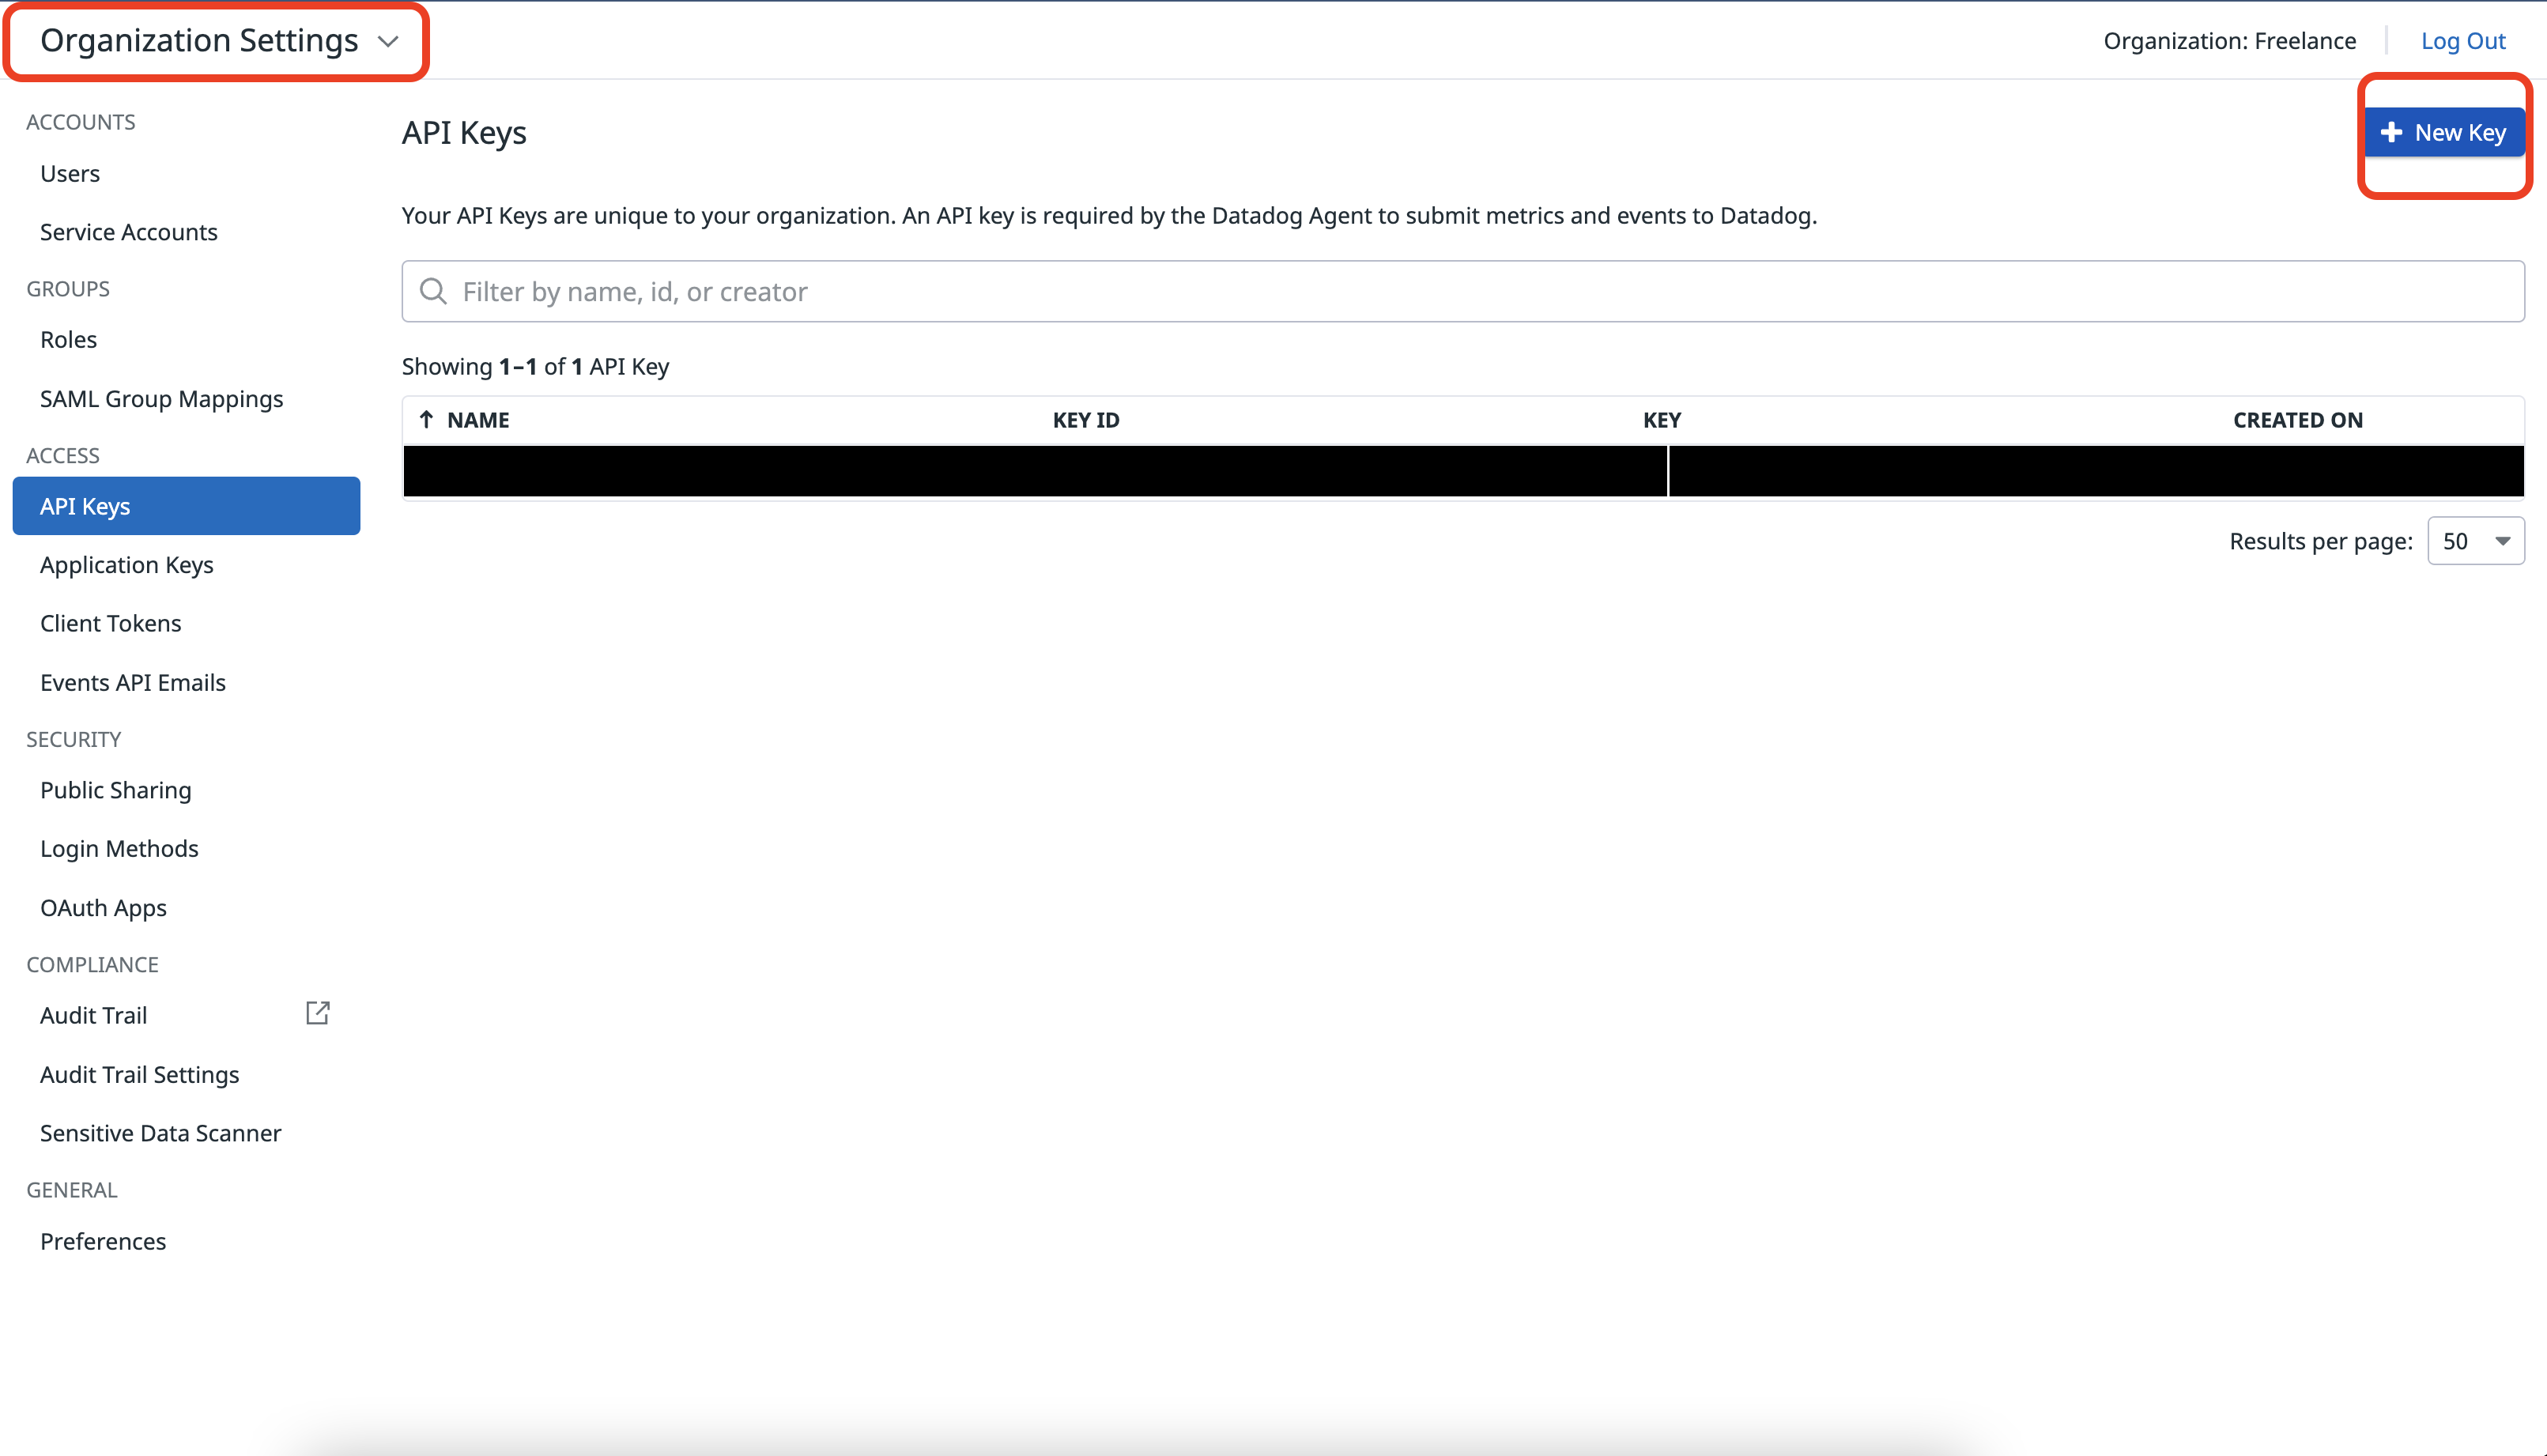 Organization Settings
Organization: Freelance
Log Out
ACCOUNTS
Users
Service Accounts
GROUPS
Roles
SAML Group Mappings
ACCESS
API Keys
Application Keys
Client Tokens
Events API Emails
SECURITY
Public Sharing
Login Methods
OAuth Apps
COMPLIANCE
Audit Trail
Audit Trail Settings
Sensitive Data Scanner
GENERAL
Preferences
API Keys
New Key
Your API Keys are unique to your organization. An API key is required by the Datadog Agent to submit metrics and events to Datadog.
Filter by name, id, or creator
Showing 1–1 of 1 API Key
↑ NAME KEY ID KEY CREATED ON
Results per page: 50